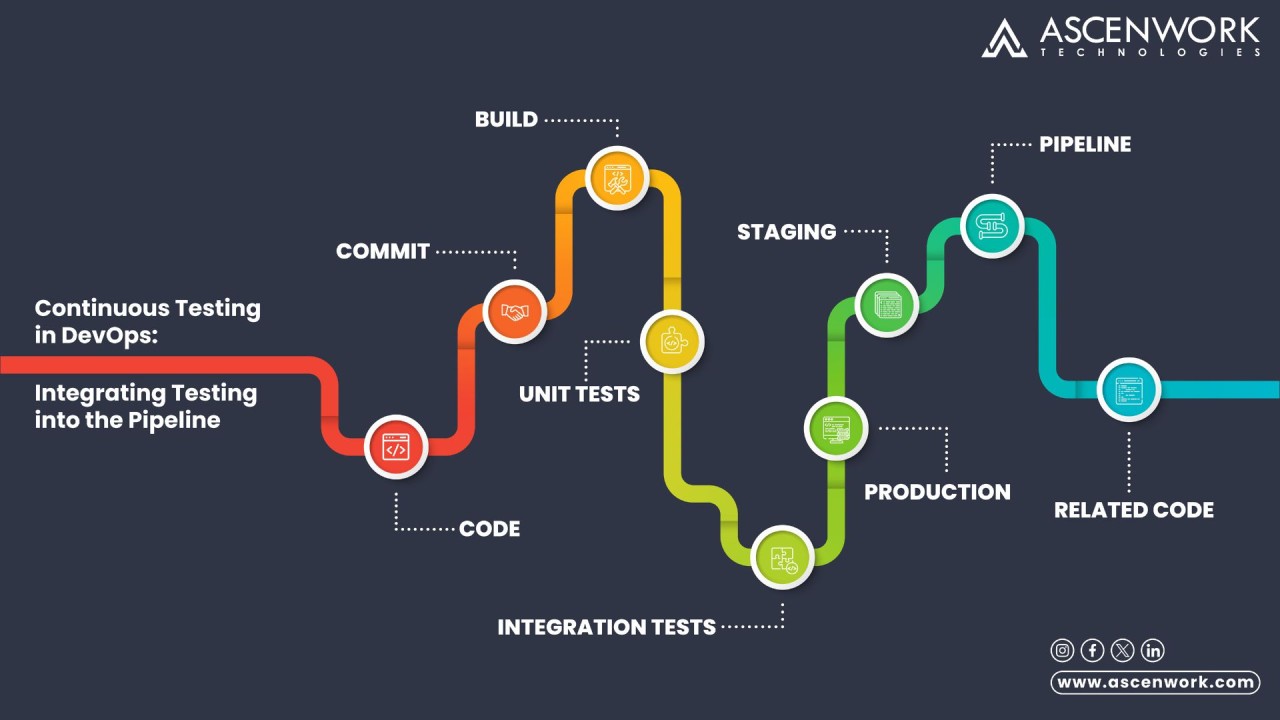 ASCENWORK
TECHNOLOGIES
BUILD
PIPELINE
COMMIT
STAGING
Continuous Testing
in DevOps:
Integrating Testing
into the Pipeline
UNIT TESTS
PRODUCTION
RELATED CODE
CODE
INTEGRATION TESTS
www.ascenwork.com